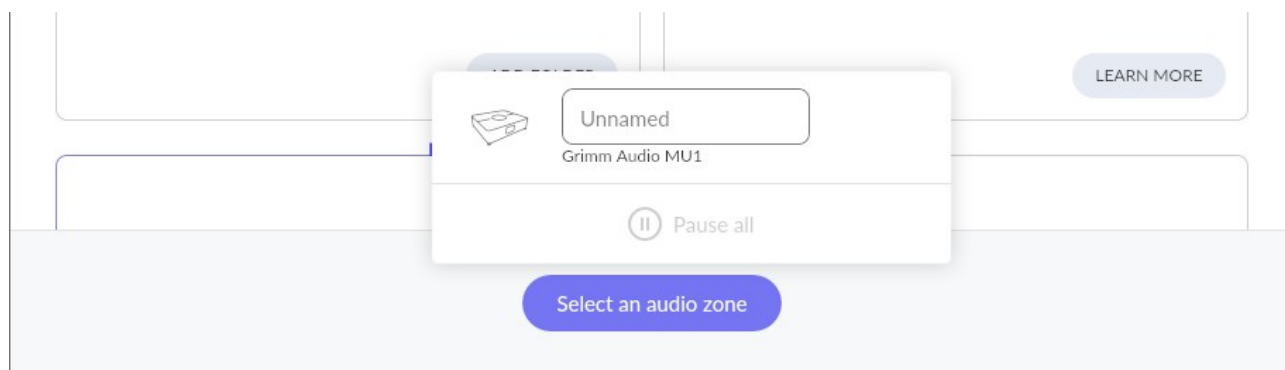 LEARN MORE
Unnamed
Grimm Audio MU1
Pause all
Select an audio zone